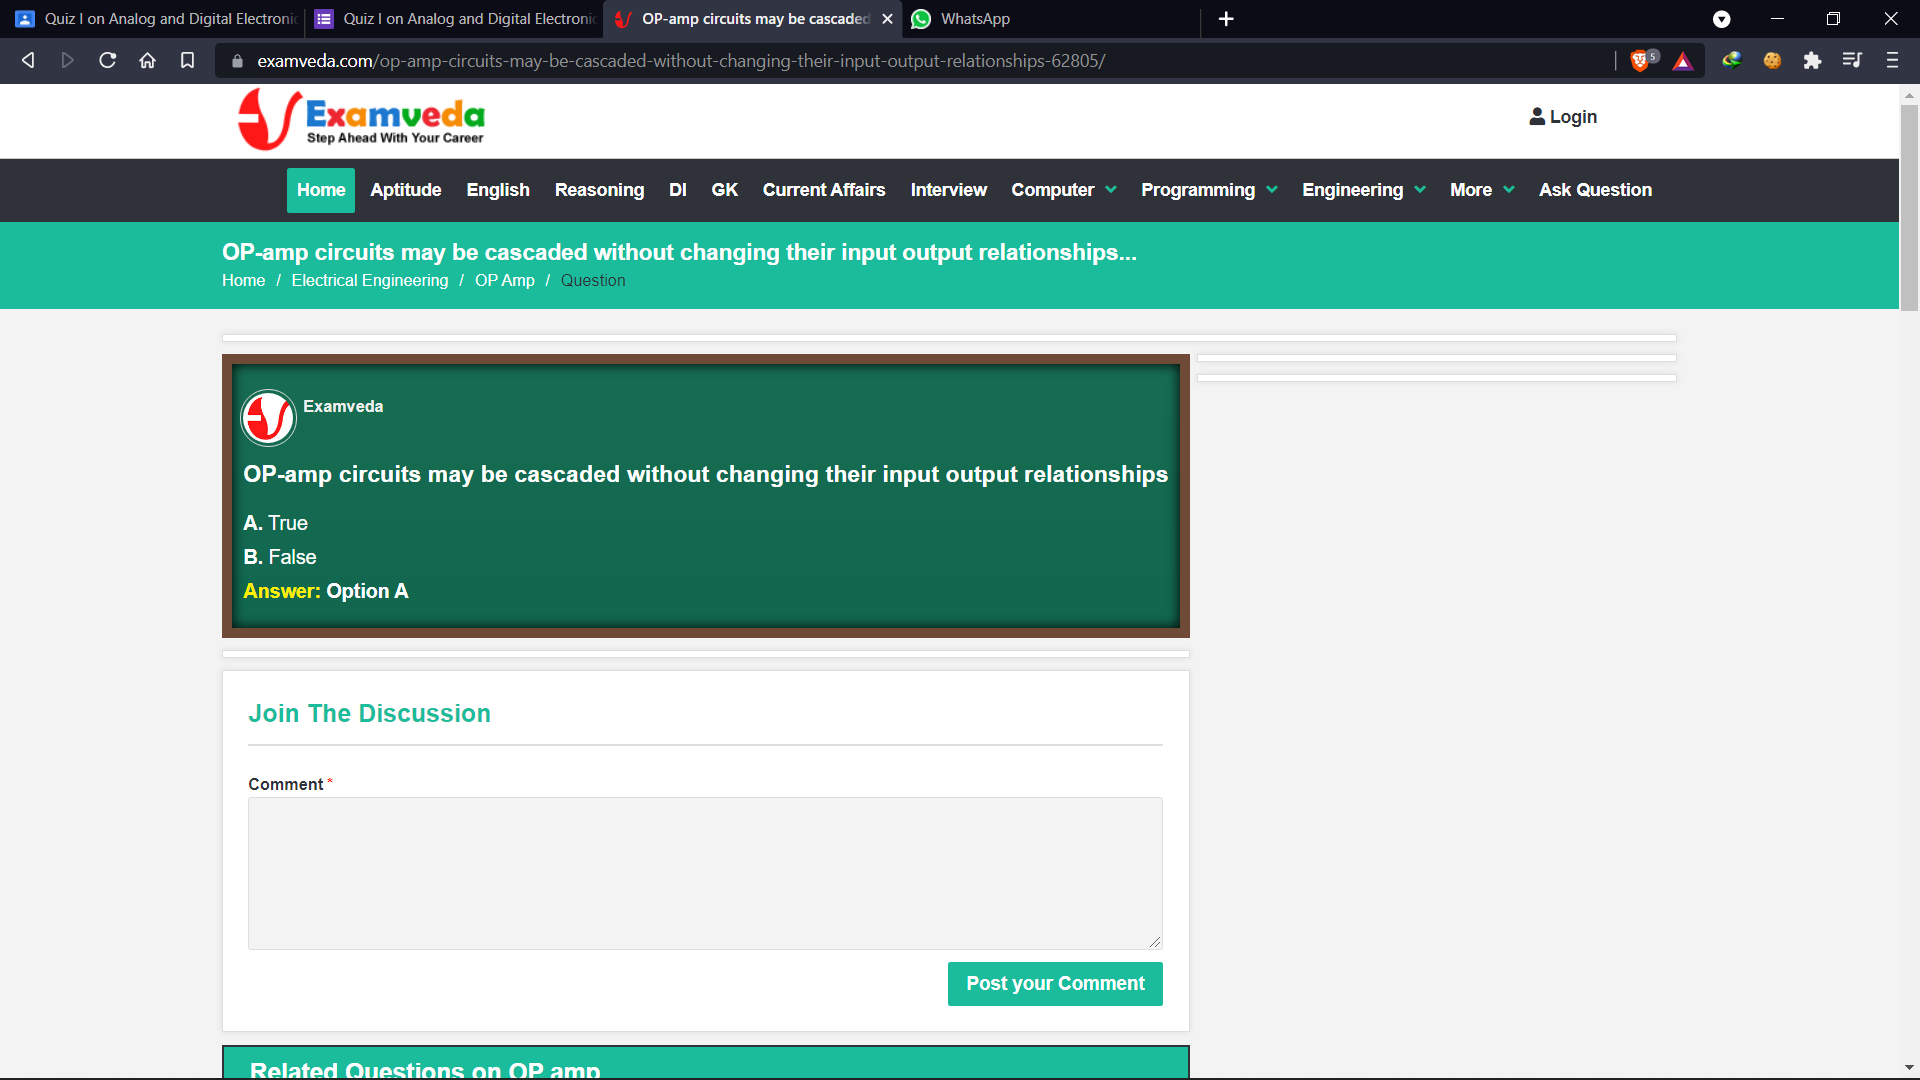 Quiz I on Analog and Digital Electronic
Quiz I on Analog and Digital Electronic
OP-amp circuits may be cascaded
WhatsApp
examveda.com/op-amp-circuits-may-be-cascaded-without-changing-their-input-output-relationships-62805/
5
Examveda
Step Ahead With Your Career
Login
Home Aptitude English Reasoning DI GK Current Affairs Interview Computer Programming Engineering More Ask Question
OP-amp circuits may be cascaded without changing their input output relationships...
Home / Electrical Engineering / OP Amp / Question
Examveda
OP-amp circuits may be cascaded without changing their input output relationships
A. True
B. False
Answer: Option A
Join The Discussion
Comment *
Post your Comment
Related Questions on OP amp